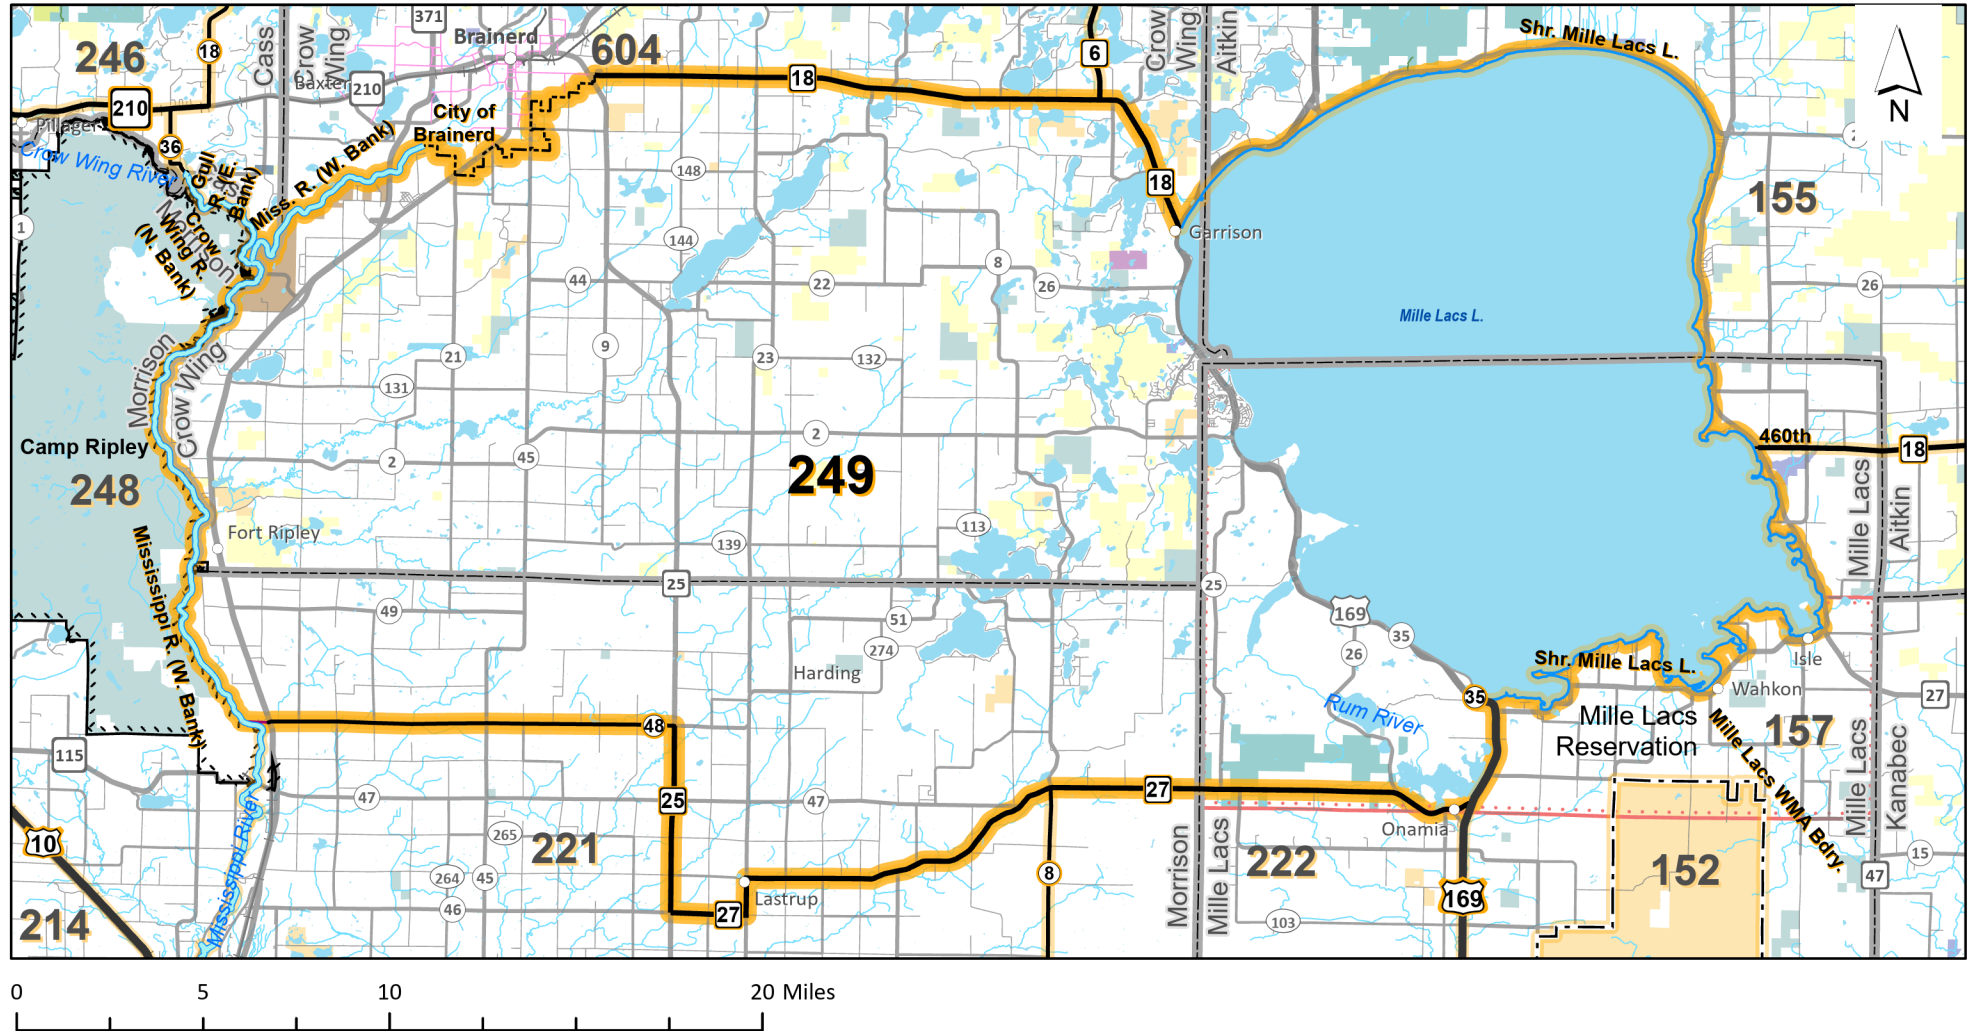 246
18
Cass
Crow
Wing
371
Brainerd
604
6
Crow
Wing
Aitkin
Shr. Mille Lacs L.
N
Baxter
210
210
18
Pillager
36
City of
Brainerd
Crow Wing River
Gull
R. (E.
Bank)
Cass
Morrison
Crow
Wing R.
(N. Bank)
Miss. R. (W. Bank)
148
18
155
1
144
Garrison
8
44
22
26
26
Mille Lacs L.
Morrison
Crow Wing
9
21
23
132
131
Camp Ripley
248
2
2
45
249
460th
18
Mille Lacs
Aitkin
Fort Ripley
113
139
25
25
Mississippi R. (W. Bank)
49
51
274
169
35
26
Harding
Shr. Mille Lacs L.
Isle
Wahkon
27
35
Rum River
Mille Lacs
Reservation
157
Mille Lacs WMA Bdry.
Mille Lacs
Kanabec
48
115
47
25
47
27
Onamia
10
Mississippi River
265
221
264
45
46
8
Morrison
Mille Lacs
222
152
15
47
Lastrup
27
169
103
214
0
5
10
20 Miles